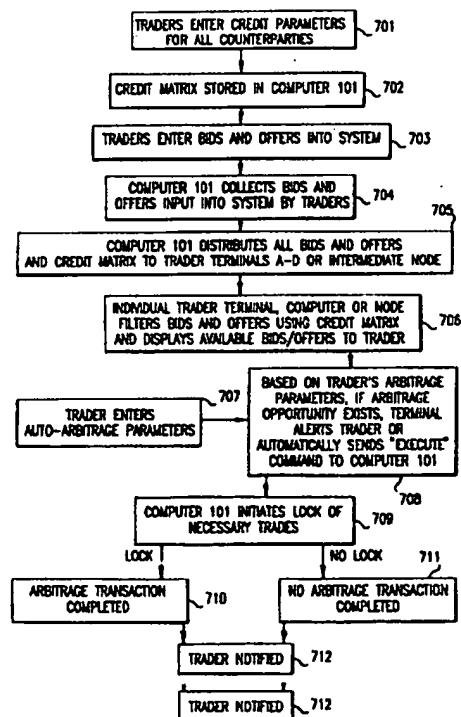 TRADERS ENTER CREDIT PARAMETERS
FOR ALL COUNTERPARTIES
701
CREDIT MATRIX STORED IN COMPUTER 101
702
TRADERS ENTER BIDS AND OFFERS INTO SYSTEM
703
COMPUTER 101 COLLECTS BIDS AND
OFFERS INPUT INTO SYSTEM BY TRADERS
704
705
COMPUTER 101 DISTRIBUTES ALL BIDS AND OFFERS
AND CREDIT MATRIX TO TRADER TERMINALS A-D OR INTERMEDIATE NODE
INDIVIDUAL TRADER TERMINAL, COMPUTER OR NODE
FILTERS BIDS AND OFFERS USING CREDIT MATRIX
AND DISPLAYS AVAILABLE BIDS/OFFERS TO TRADER
706
707
TRADER ENTERS
AUTO-ARBITRAGE PARAMETERS
BASED ON TRADER'S ARBITRAGE
PARAMETERS, IF ARBITRAGE
OPPORTUNITY EXISTS, TERMINAL
ALERTS TRADER OR
AUTOMATICALLY SENDS "EXECUTE"
COMMAND TO COMPUTER 101
708
COMPUTER 101 INITIATES LOCK OF
NECESSARY TRADES
709
LOCK
NO LOCK
711
ARBITRAGE TRANSACTION
COMPLETED
710
NO ARBITRAGE TRANSACTION
COMPLETED
TRADER NOTIFIED
712
TRADER NOTIFIED
712